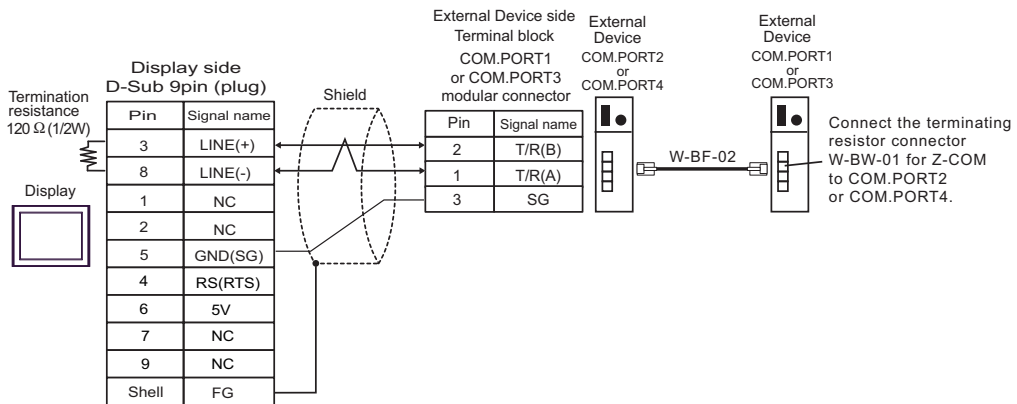 External Device side
Terminal block
COM.PORT1
or COM.PORT3
modular connector
External
Device
COM.PORT2
or
COM.PORT4
External
Device
COM.PORT1
or
COM.PORT3
Display side
D-Sub 9pin (plug)
Termination
resistance
120 Ω (1/2W)
Shield
Pin Signal name
3 LINE(+)
8 LINE(-)
1 NC
2 NC
5 GND(SG)
4 RS(RTS)
6 5V
7 NC
9 NC
Shell FG
Display
Pin Signal name
2 T/R(B)
1 T/R(A)
3 SG
W-BF-02
Connect the terminating
resistor connector
W-BW-01 for Z-COM
to COM.PORT2
or COM.PORT4.